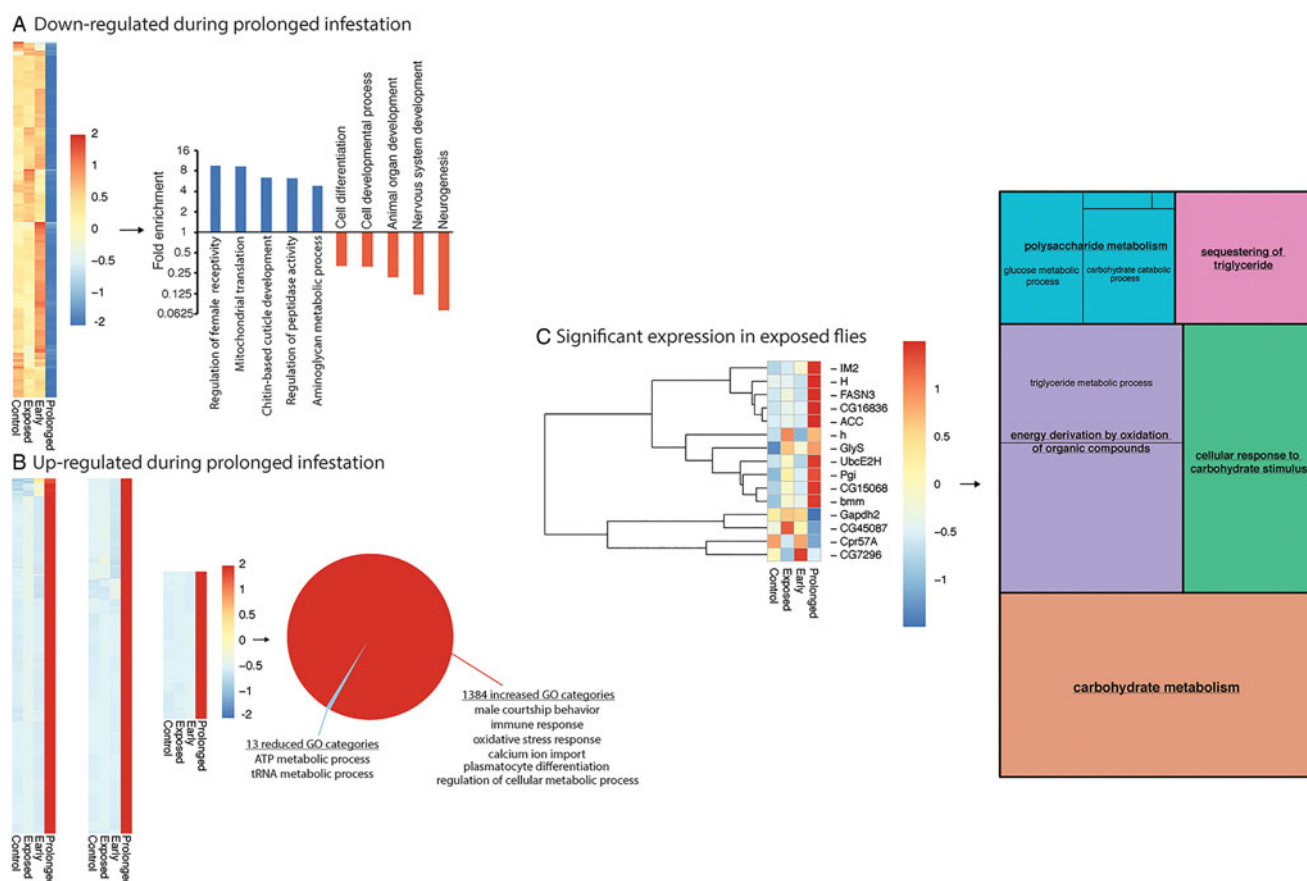 A Down-regulated during prolonged infestation
2
1
0.5
0
−0.5
−1
−2
Control
Exposed
Early
Prolonged
Fold enrichment
16
8
4
2
1
0.5
0.25
0.125
0.0625
Regulation of female receptivity
Mitochondrial translation
Chitin-based cuticle development
Regulation of peptidase activity
Aminoglycan metabolic process
Cell differentiation
Cell developmental process
Animal organ development
Nervous system development
Neurogenesis
B Up-regulated during prolonged infestation
Control
Exposed
Early
Prolonged
Control
Exposed
Early
Prolonged
Control
Exposed
Early
Prolonged
2
1
0.5
0
−0.5
−1
−2
13 reduced GO categories
ATP metabolic process
tRNA metabolic process
1384 increased GO categories
male courtship behavior
immune response
oxidative stress response
calcium ion import
plasmatocyte differentiation
regulation of cellular metabolic process
C Significant expression in exposed flies
IM2
H
FASN3
CG16836
ACC
h
GlyS
UbcE2H
Pgi
CG15068
bmm
Gapdh2
CG45087
Cpr57A
CG7296
Control
Exposed
Early
Prolonged
1
0.5
0
−0.5
−1
polysaccharide metabolism
glucose metabolic
process
carbohydrate catabolic
process
sequestering of
triglyceride
triglyceride metabolic process
energy derivation by oxidation
of organic compounds
cellular response to
carbohydrate stimulus
carbohydrate metabolism